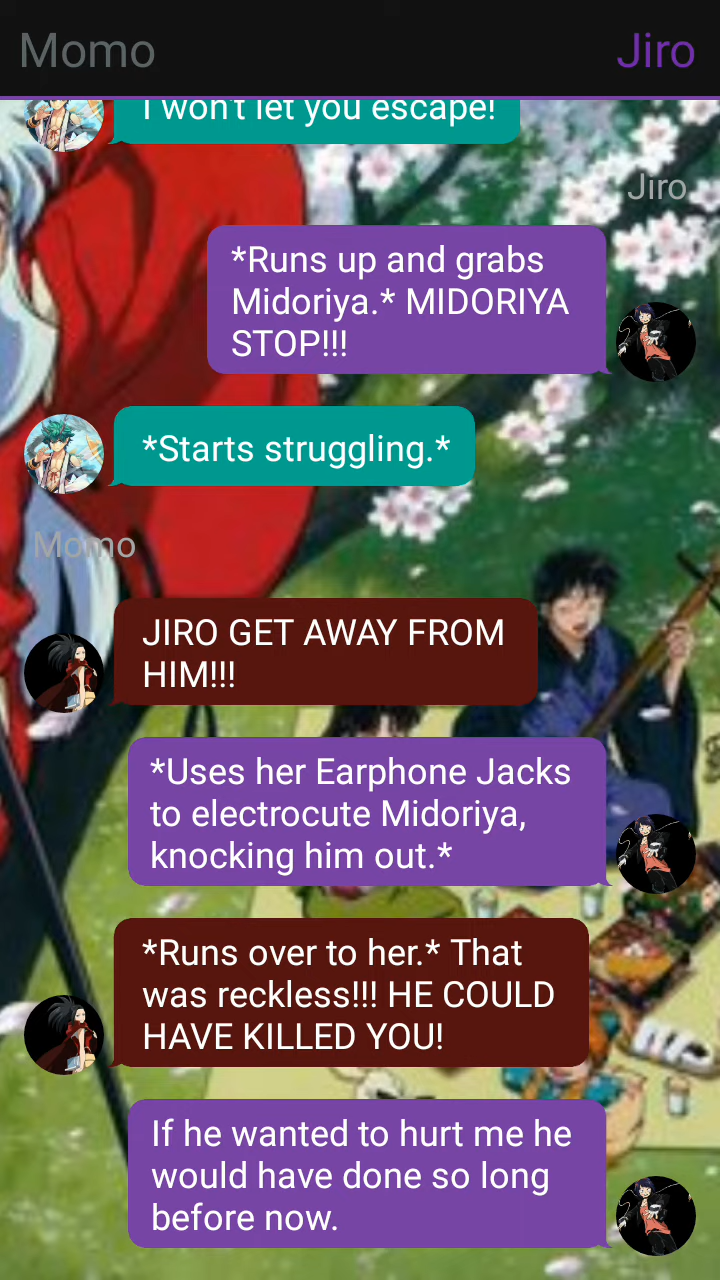 Momo
Jiro
I won't let you escape!
Jiro
*Runs up and grabs
Midoriya.* MIDORIYA
STOP!!!
*Starts struggling.*
Momo
JIRO GET AWAY FROM
HIM!!!
*Uses her Earphone Jacks
to electrocute Midoriya,
knocking him out.*
*Runs over to her.* That
was reckless!!! HE COULD
HAVE KILLED YOU!
If he wanted to hurt me he
would have done so long
before now.